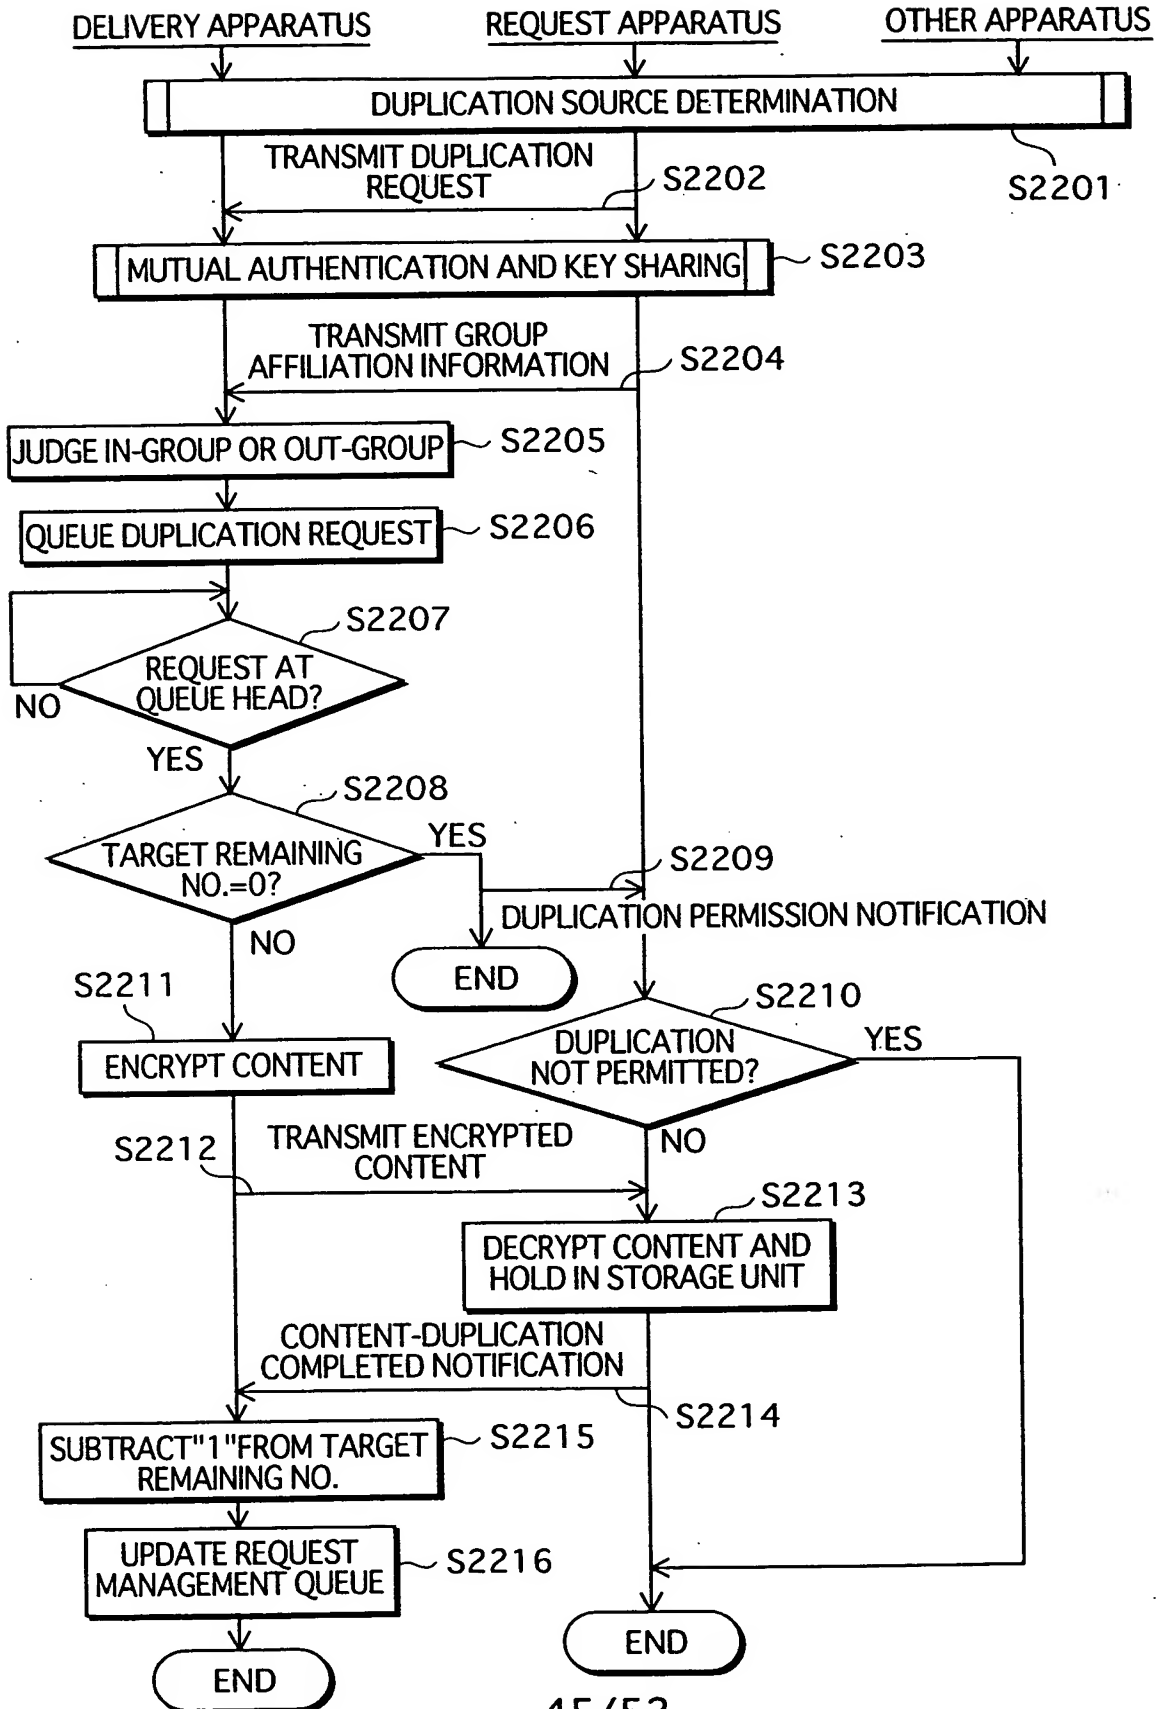 DELIVERY APPARATUS
REQUEST APPARATUS
OTHER APPARATUS
DUPLICATION SOURCE DETERMINATION
S2201
TRANSMIT DUPLICATION
REQUEST
S2202
MUTUAL AUTHENTICATION AND KEY SHARING
S2203
TRANSMIT GROUP
AFFILIATION INFORMATION
S2204
JUDGE IN-GROUP OR OUT-GROUP
S2205
QUEUE DUPLICATION REQUEST
S2206
S2207
REQUEST AT
QUEUE HEAD?
NO
YES
S2208
TARGET REMAINING
NO.=0?
YES
NO
S2209
DUPLICATION PERMISSION NOTIFICATION
END
S2210
DUPLICATION
NOT PERMITTED?
YES
NO
S2211
ENCRYPT CONTENT
S2212
TRANSMIT ENCRYPTED
CONTENT
S2213
DECRYPT CONTENT AND
HOLD IN STORAGE UNIT
CONTENT-DUPLICATION
COMPLETED NOTIFICATION
S2214
SUBTRACT"1"FROM TARGET
REMAINING NO.
S2215
UPDATE REQUEST
MANAGEMENT QUEUE
S2216
END
END